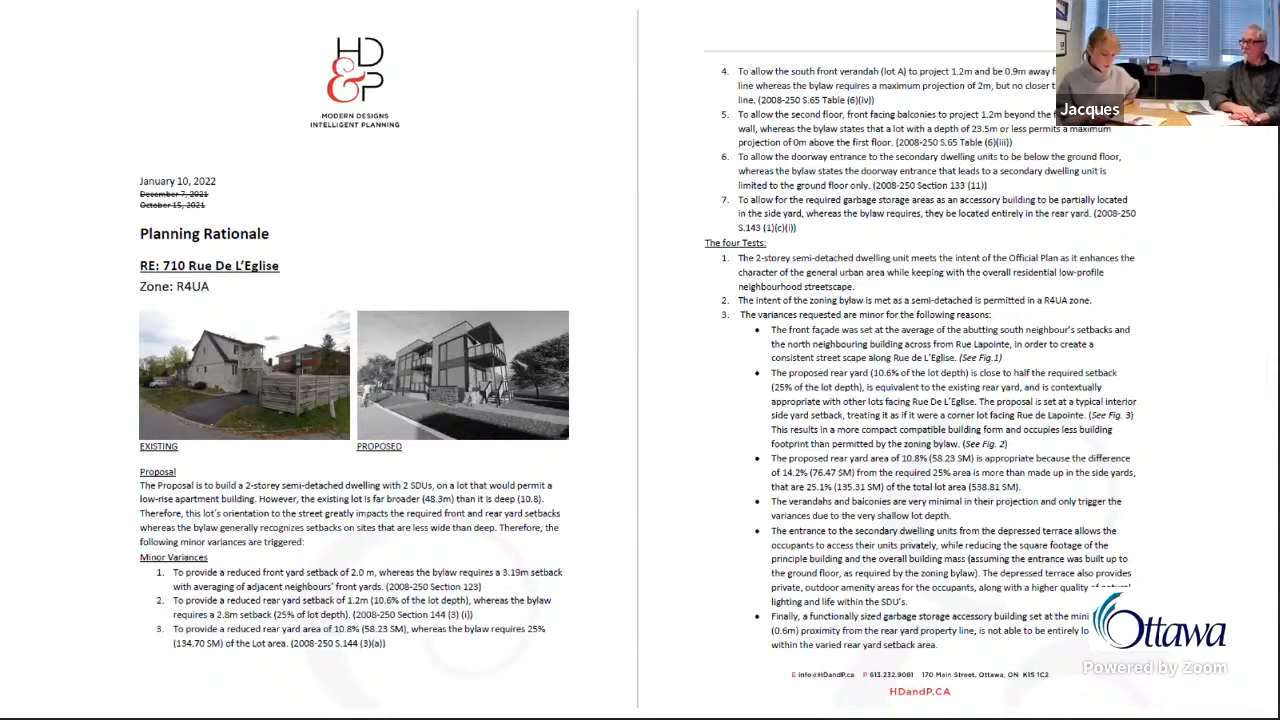 HD&P
MODERN DESIGNS
INTELLIGENT PLANNING
January 10, 2022
December 7, 2021
October 15, 2021
Planning Rationale
RE: 710 Rue De L'Eglise
Zone: R4UA
EXISTING
PROPOSED
Proposal
The Proposal is to build a 2-storey semi-detached dwelling with 2 SDUs, on a lot that would permit a
low-rise apartment building. However, the existing lot is far broader (48.3m) than it is deep (10.8).
Therefore, this lot's orientation to the street greatly impacts the required front and rear yard setbacks
whereas the bylaw generally recognizes setbacks on sites that are less wide than deep. Therefore, the
following minor variances are triggered:
Minor Variances
1. To provide a reduced front yard setback of 2.0 m, whereas the bylaw requires a 3.19m setback
with averaging of adjacent neighbours' front yards. (2008-250 Section 123)
2. To provide a reduced rear yard setback of 1.2m (10.6% of the lot depth), whereas the bylaw
requires a 2.8m setback (25% of lot depth). (2008-250 Section 144 (3) (i))
3. To provide a reduced rear yard area of 10.8% (58.23 SM), whereas the bylaw requires 25%
(134.70 SM) of the Lot area. (2008-250 S.144 (3)(a))
4. To allow the south front verandah (lot A) to project 1.2m and be 0.9m away
line whereas the bylaw requires a maximum projection of 2m, but no closer
line. (2008-250 S.65 Table (6)(iv))
5. To allow the second floor, front facing balconies to project 1.2m beyond the
wall, whereas the bylaw states that a lot with a depth of 23.5m or less permits a maximum
projection of 0m above the first floor. (2008-250 S.65 Table (6)(iii))
6. To allow the doorway entrance to the secondary dwelling units to be below the ground floor,
whereas the bylaw states the doorway entrance that leads to a secondary dwelling unit is
limited to the ground floor only. (2008-250 Section 133 (11))
7. To allow for the required garbage storage areas as an accessory building to be partially located
in the side yard, whereas the bylaw requires, they be located entirely in the rear yard. (2008-250
S.143 (1)(c)(i))
The four Tests:
1. The 2-storey semi-detached dwelling unit meets the intent of the Official Plan as it enhances the
character of the general urban area while keeping with the overall residential low-profile
neighbourhood streetscape.
2. The intent of the zoning bylaw is met as a semi-detached is permitted in a R4UA zone.
3. The variances requested are minor for the following reasons:
• The front façade was set at the average of the abutting south neighbour's setbacks and
the north neighbouring building across from Rue Lapointe, in order to create a
consistent street scape along Rue de L'Eglise. (See Fig.1)
• The proposed rear yard (10.6% of the lot depth) is close to half the required setback
(25% of the lot depth), is equivalent to the existing rear yard, and is contextually
appropriate with other lots facing Rue De L'Eglise. The proposal is set at a typical interior
side yard setback, treating it as if it were a corner lot facing Rue de Lapointe. (See Fig. 3)
This results in a more compact compatible building form and occupies less building
footprint than permitted by the zoning bylaw. (See Fig. 2)
• The proposed rear yard area of 10.8% (58.23 SM) is appropriate because the difference
of 14.2% (76.47 SM) from the required 25% area is more than made up in the side yards,
that are 25.1% (135.31 SM) of the total lot area (538.81 SM).
• The verandahs and balconies are very minimal in their projection and only trigger the
variances due to the very shallow lot depth.
• The entrance to the secondary dwelling units from the depressed terrace allows the
occupants to access their units privately, while reducing the square footage of the
principle building and the overall building mass (assuming the entrance was built up to
the ground floor, as required by the zoning bylaw). The depressed terrace also provides
private, outdoor amenity areas for the occupants, along with a higher quality of natural
lighting and life within the SDU's.
• Finally, a functionally sized garbage storage accessory building set at the
(0.6m) proximity from the rear yard property line, is not able to be entirely
within the varied rear yard setback area.
E info@HDandP.ca P 613.232.9081 170 Main Street, Ottawa, ON K1S 1C2
HDandP.CA
Jacques
Ottawa
Powered by Zoom